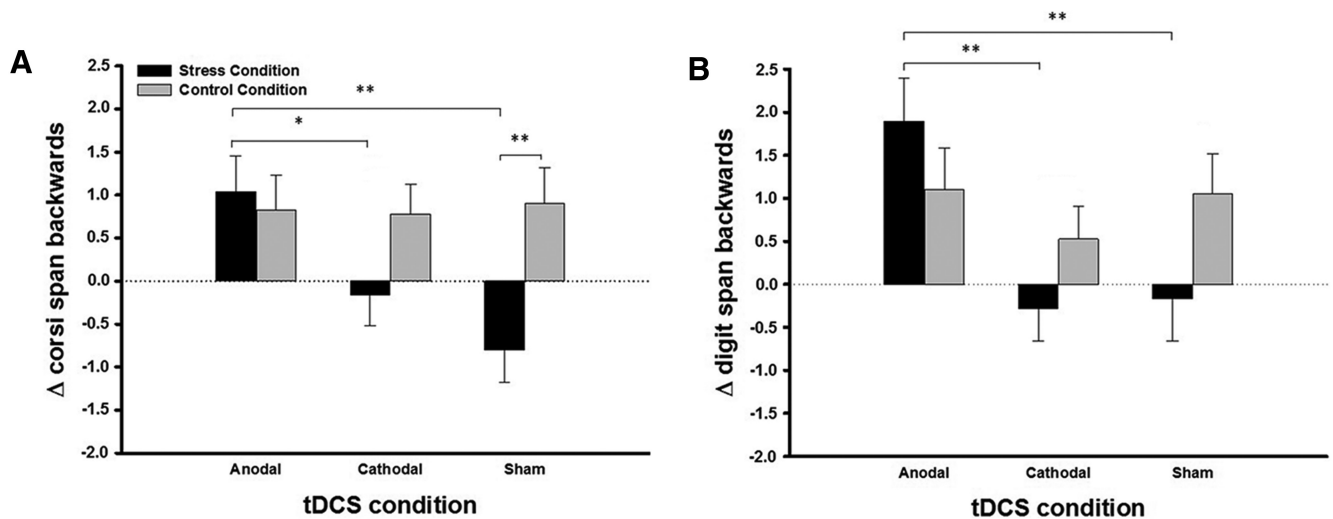 A
Δ corsi span backwards
2.5
2.0
1.5
1.0
0.5
0.0
-0.5
-1.0
-1.5
-2.0
Stress Condition
Control Condition
**
*
**
Anodal Cathodal Sham
tDCS condition
B
Δ digit span backwards
2.5
2.0
1.5
1.0
0.5
0.0
-0.5
-1.0
-1.5
-2.0
**
**
Anodal Cathodal Sham
tDCS condition